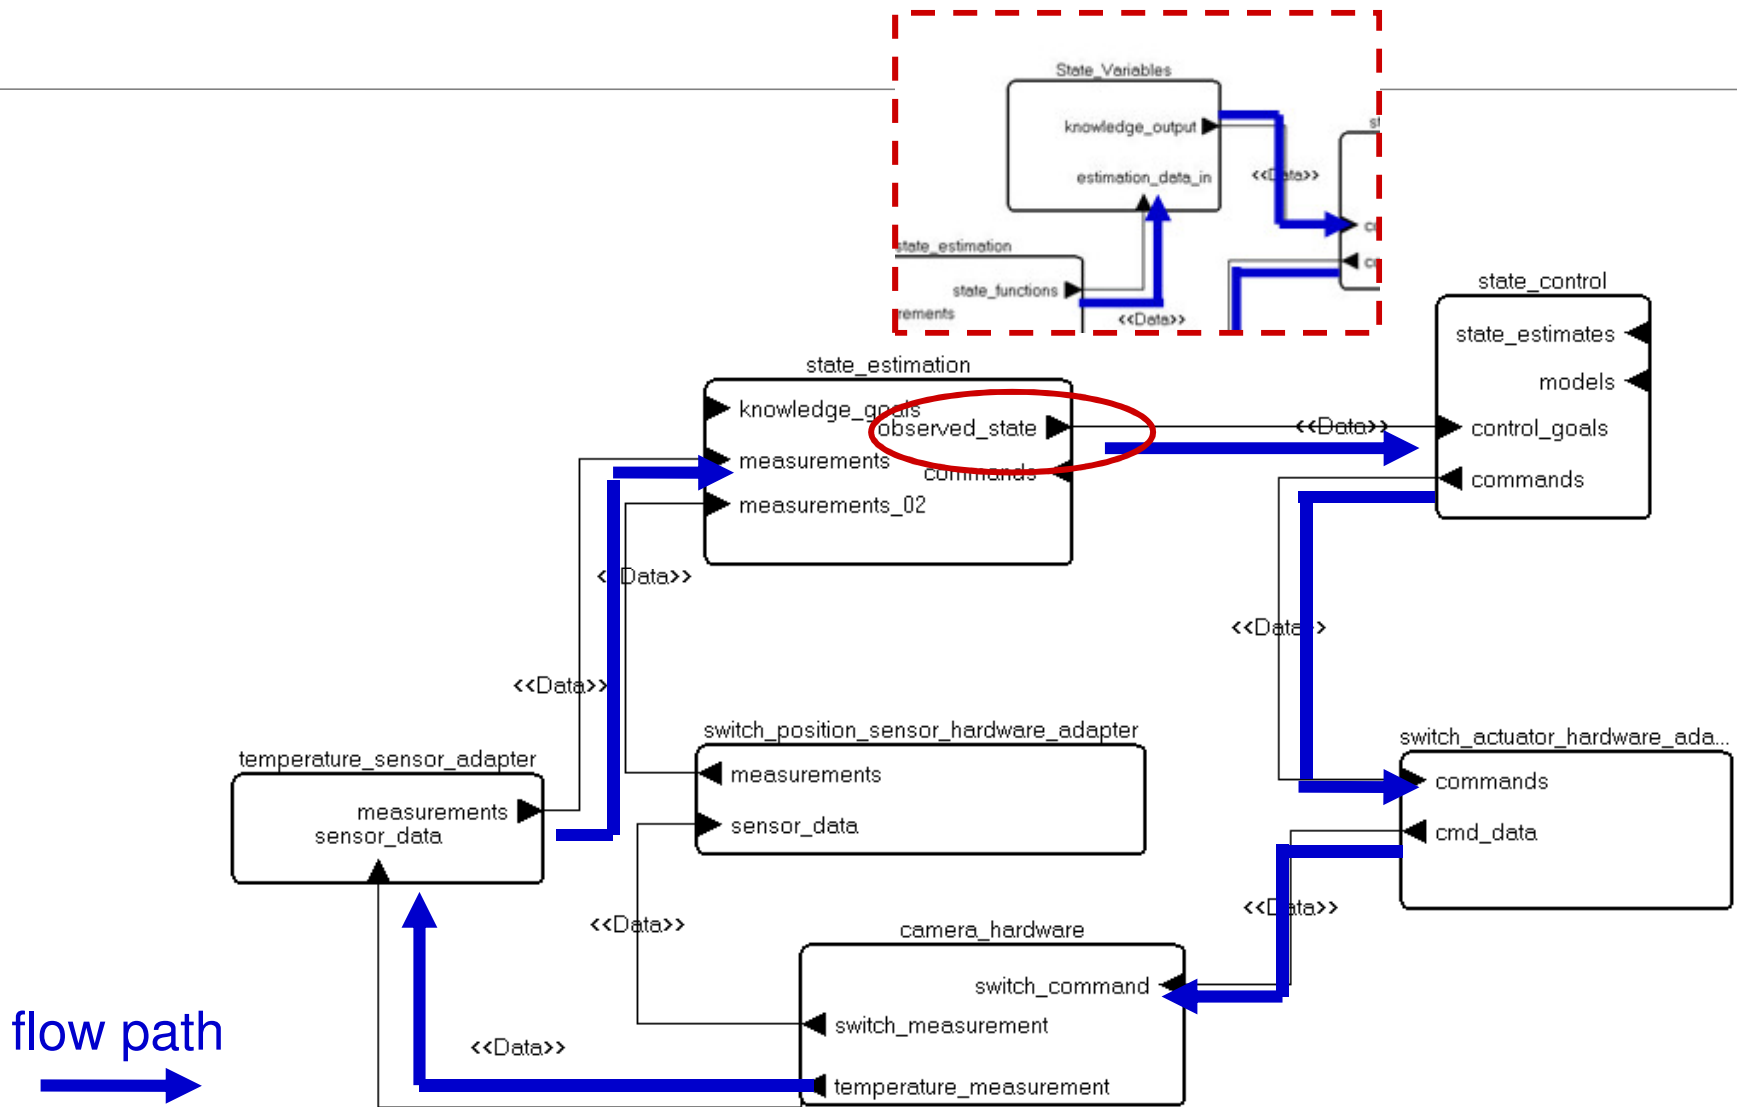 State_Variables
knowledge_output
estimation_data_in
<<Data>>
st
state_estimation
state_functions
rements
<<Data>>
state_control
state_estimates
models
control_goals
commands
state_estimation
knowledge_goals
observed_state
measurements
commands
measurements_02
<<Data>>
<<Data>>
<<Data>>
<<Data>>
temperature_sensor_adapter
measurements
sensor_data
switch_position_sensor_hardware_adapter
measurements
sensor_data
switch_actuator_hardware_ada...
commands
cmd_data
<<Data>>
<<Data>>
camera_hardware
switch_command
switch_measurement
temperature_measurement
<<Data>>
flow path